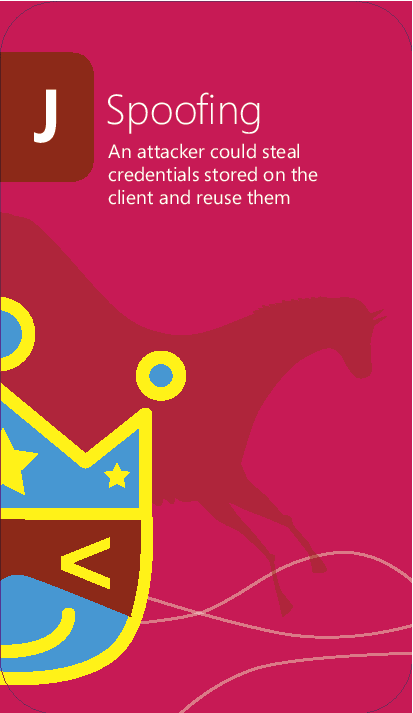 J
Spoofing
An attacker could steal
credentials stored on the
client and reuse them